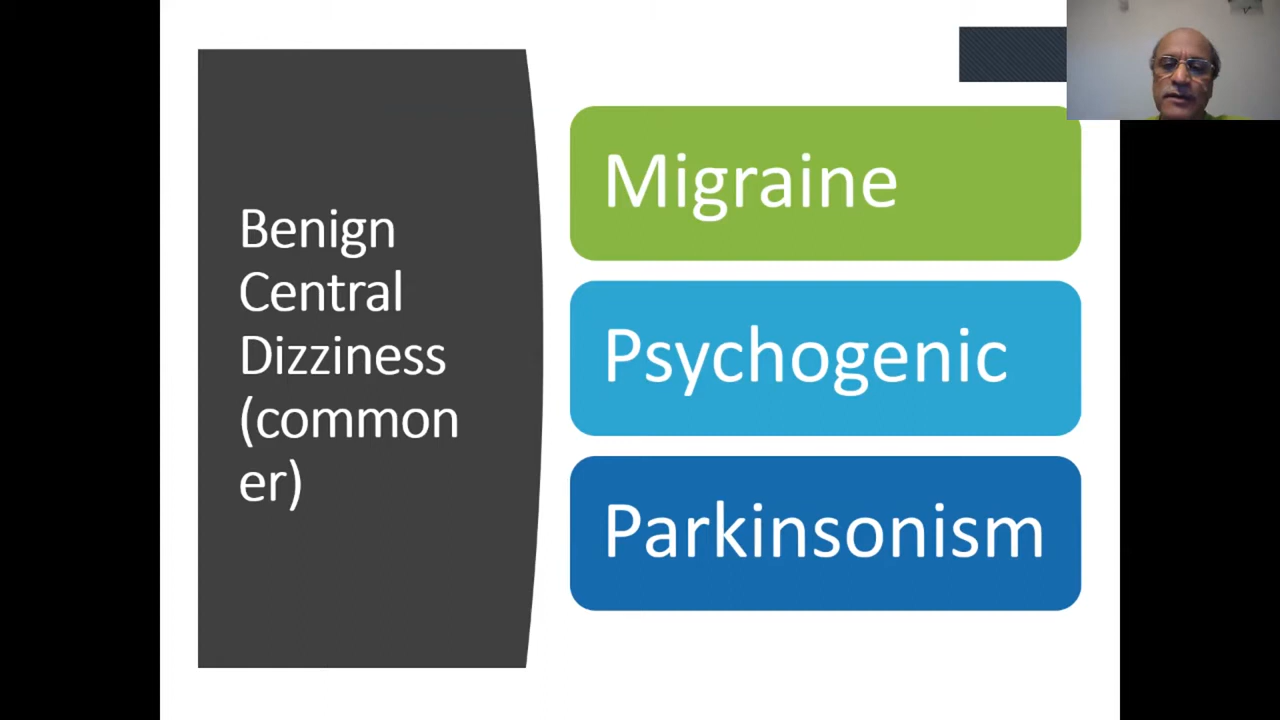 Benign
Central
Dizziness
(common
er)
Migraine
Psychogenic
Parkinsonism